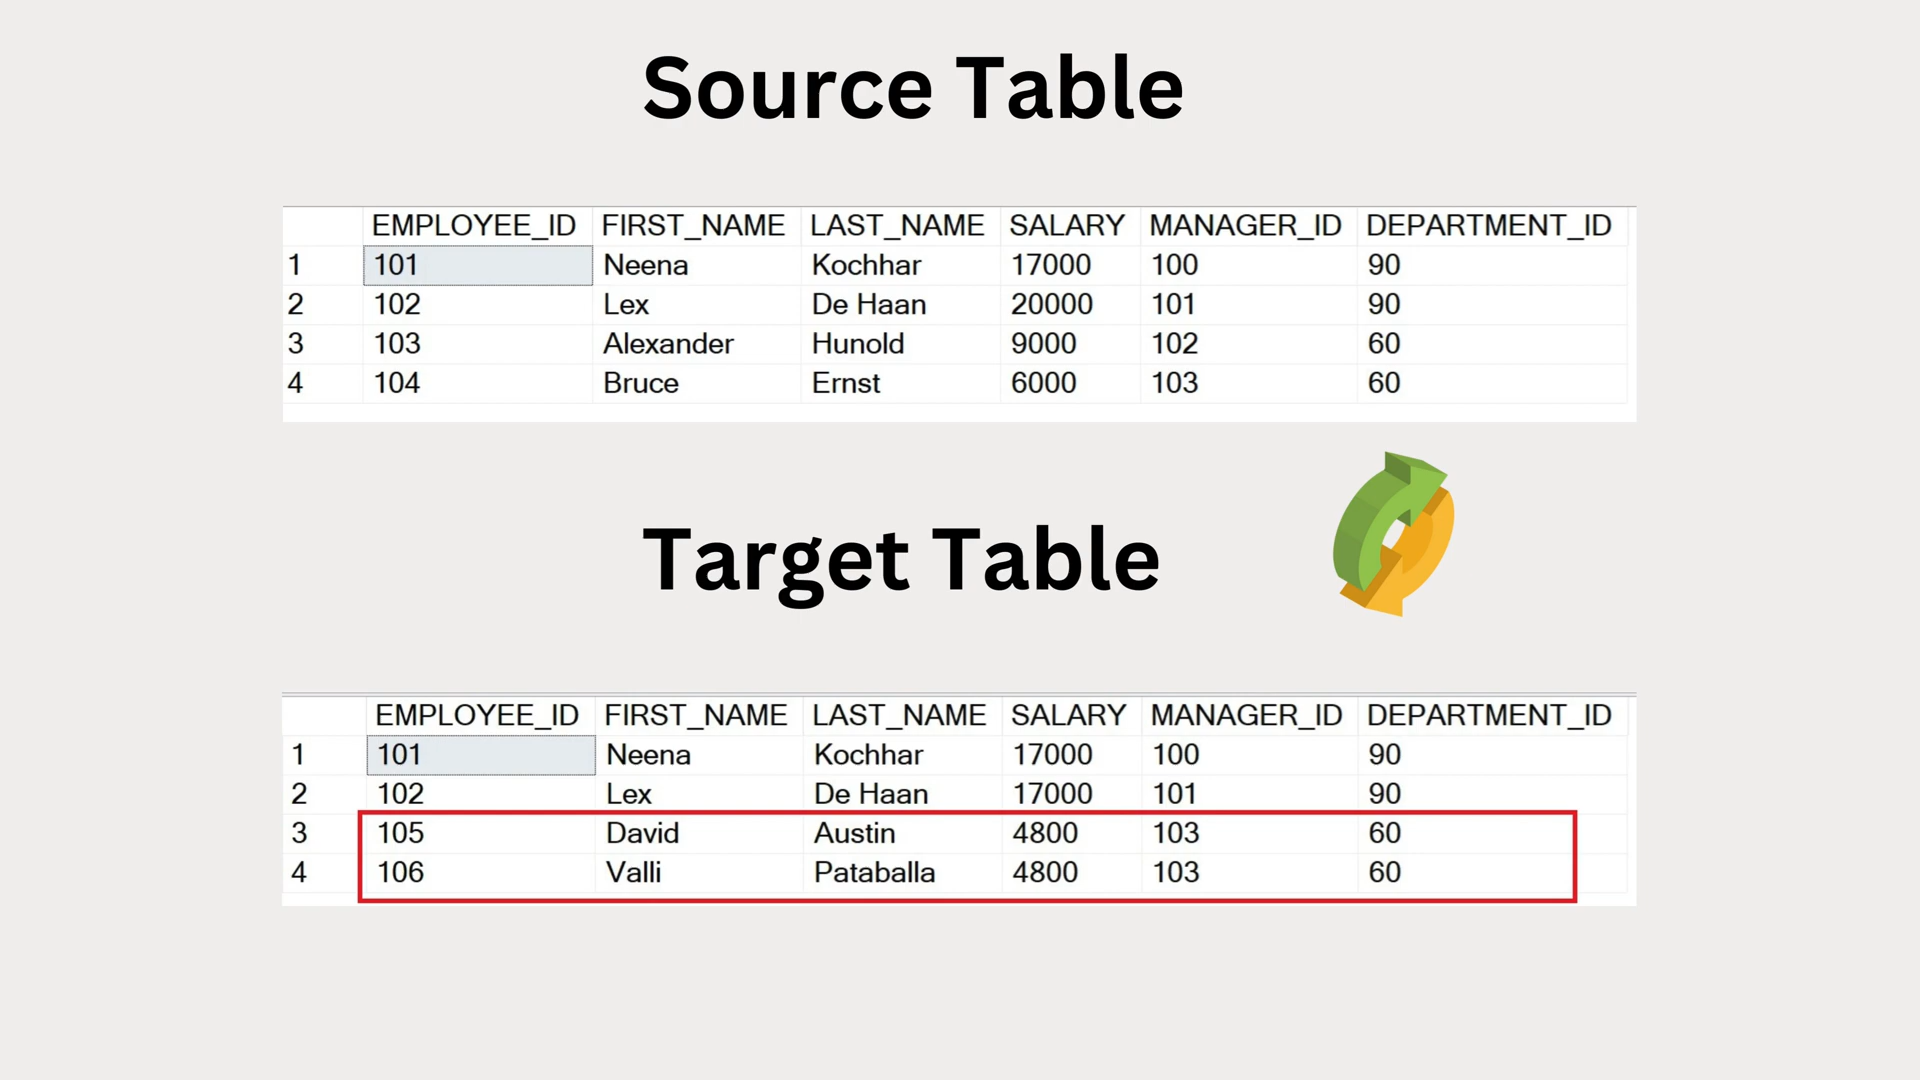 Source Table
EMPLOYEE_ID FIRST_NAME LAST_NAME SALARY MANAGER_ID DEPARTMENT_ID
1 101 Neena Kochhar 17000 100 90
2 102 Lex De Haan 20000 101 90
3 103 Alexander Hunold 9000 102 60
4 104 Bruce Ernst 6000 103 60
Target Table
EMPLOYEE_ID FIRST_NAME LAST_NAME SALARY MANAGER_ID DEPARTMENT_ID
1 101 Neena Kochhar 17000 100 90
2 102 Lex De Haan 17000 101 90
3 105 David Austin 4800 103 60
4 106 Valli Pataballa 4800 103 60